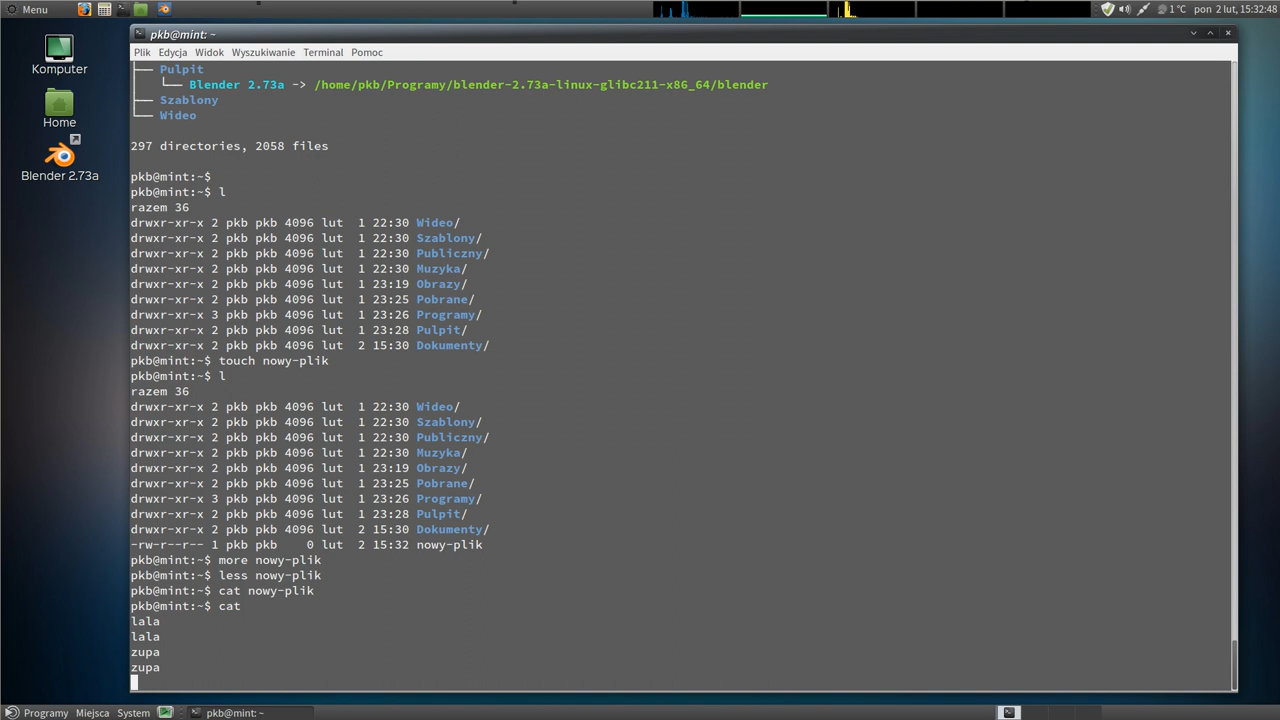 Menu
1 °C pon 2 lut, 15:32:48
Komputer
Home
Blender 2.73a
pkb@mint: ~
Plik Edycja Widok Wyszukiwanie Terminal Pomoc
├── Pulpit
│   └── Blender 2.73a -> /home/pkb/Programy/blender-2.73a-linux-glibc211-x86_64/blender
├── Szablony
└── Wideo
297 directories, 2058 files
pkb@mint:~$
pkb@mint:~$ l
razem 36
drwxr-xr-x 2 pkb pkb 4096 lut  1 22:30 Wideo/
drwxr-xr-x 2 pkb pkb 4096 lut  1 22:30 Szablony/
drwxr-xr-x 2 pkb pkb 4096 lut  1 22:30 Publiczny/
drwxr-xr-x 2 pkb pkb 4096 lut  1 22:30 Muzyka/
drwxr-xr-x 2 pkb pkb 4096 lut  1 23:19 Obrazy/
drwxr-xr-x 2 pkb pkb 4096 lut  1 23:25 Pobrane/
drwxr-xr-x 3 pkb pkb 4096 lut  1 23:26 Programy/
drwxr-xr-x 2 pkb pkb 4096 lut  1 23:28 Pulpit/
drwxr-xr-x 2 pkb pkb 4096 lut  2 15:30 Dokumenty/
pkb@mint:~$ touch nowy-plik
pkb@mint:~$ l
razem 36
drwxr-xr-x 2 pkb pkb 4096 lut  1 22:30 Wideo/
drwxr-xr-x 2 pkb pkb 4096 lut  1 22:30 Szablony/
drwxr-xr-x 2 pkb pkb 4096 lut  1 22:30 Publiczny/
drwxr-xr-x 2 pkb pkb 4096 lut  1 22:30 Muzyka/
drwxr-xr-x 2 pkb pkb 4096 lut  1 23:19 Obrazy/
drwxr-xr-x 2 pkb pkb 4096 lut  1 23:25 Pobrane/
drwxr-xr-x 3 pkb pkb 4096 lut  1 23:26 Programy/
drwxr-xr-x 2 pkb pkb 4096 lut  1 23:28 Pulpit/
drwxr-xr-x 2 pkb pkb 4096 lut  2 15:30 Dokumenty/
-rw-r--r-- 1 pkb pkb    0 lut  2 15:32 nowy-plik
pkb@mint:~$ more nowy-plik
pkb@mint:~$ less nowy-plik
pkb@mint:~$ cat nowy-plik
pkb@mint:~$ cat
lala
lala
zupa
zupa
Programy Miejsca System pkb@mint: ~